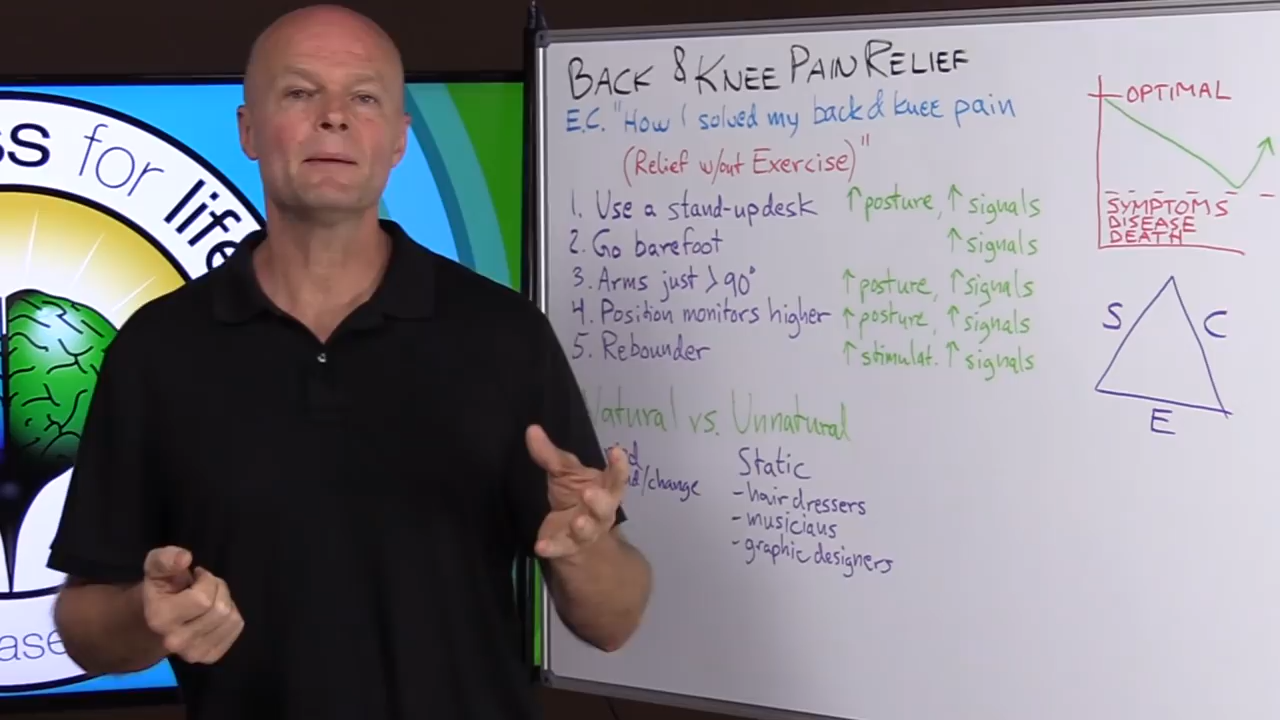 ss for life
ase
BACK & KNEE PAIN RELIEF
E.C. "How I solved my back & knee pain
(Relief w/out Exercise)"
1. Use a stand-up desk ↑posture, ↑signals
2. Go barefoot ↑signals
3. Arms just >90° ↑posture, ↑signals
4. Position monitors higher ↑posture, ↑signals
5. Rebounder ↑stimulat. ↑signals
Natural vs. Unnatural
/change
Static
- hair dressers
- musicians
- graphic designers
OPTIMAL
SYMPTOMS
DISEASE
DEATH
S C
E